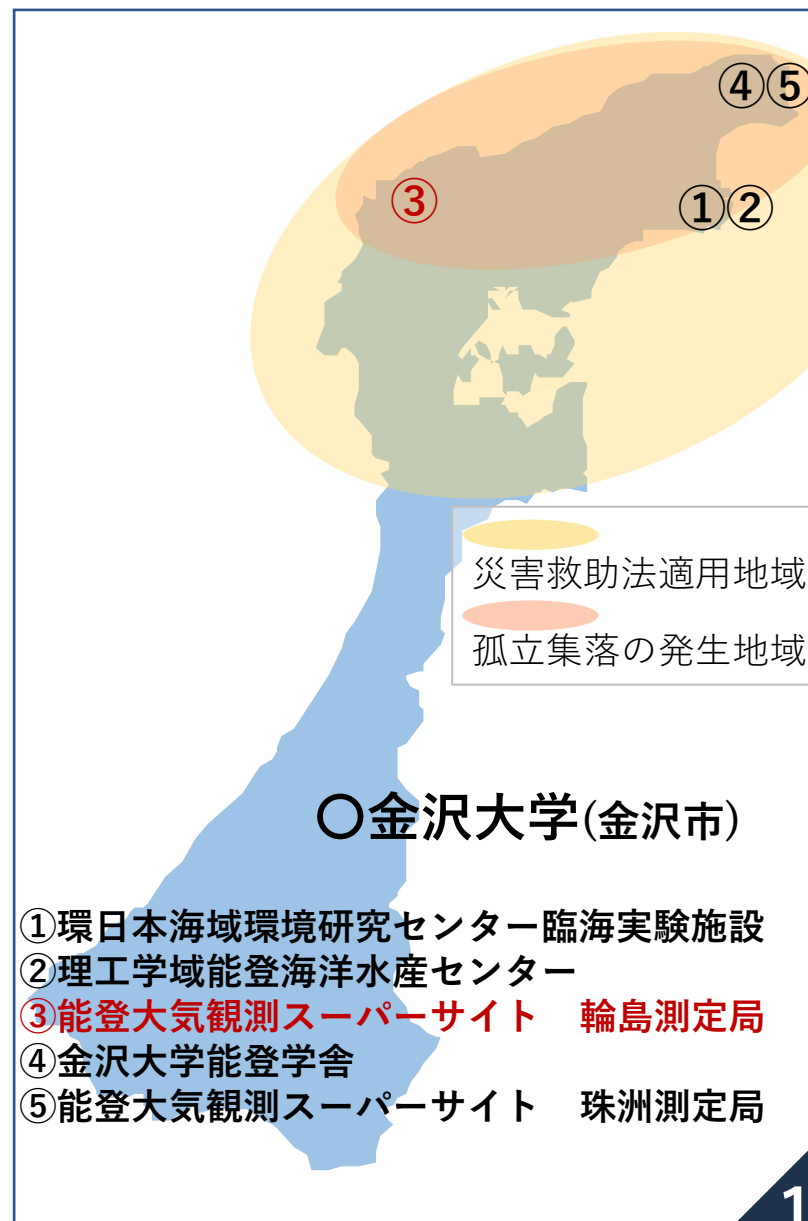 ④⑤
③
①②
災害救助法適用地域
孤立集落の発生地域
〇金沢大学(金沢市)
①環日本海域環境研究センター臨海実験施設
②理工学域能登海洋水産センター
③能登大気観測スーパーサイト　輪島測定局
④金沢大学能登学舎
⑤能登大気観測スーパーサイト　珠洲測定局
1